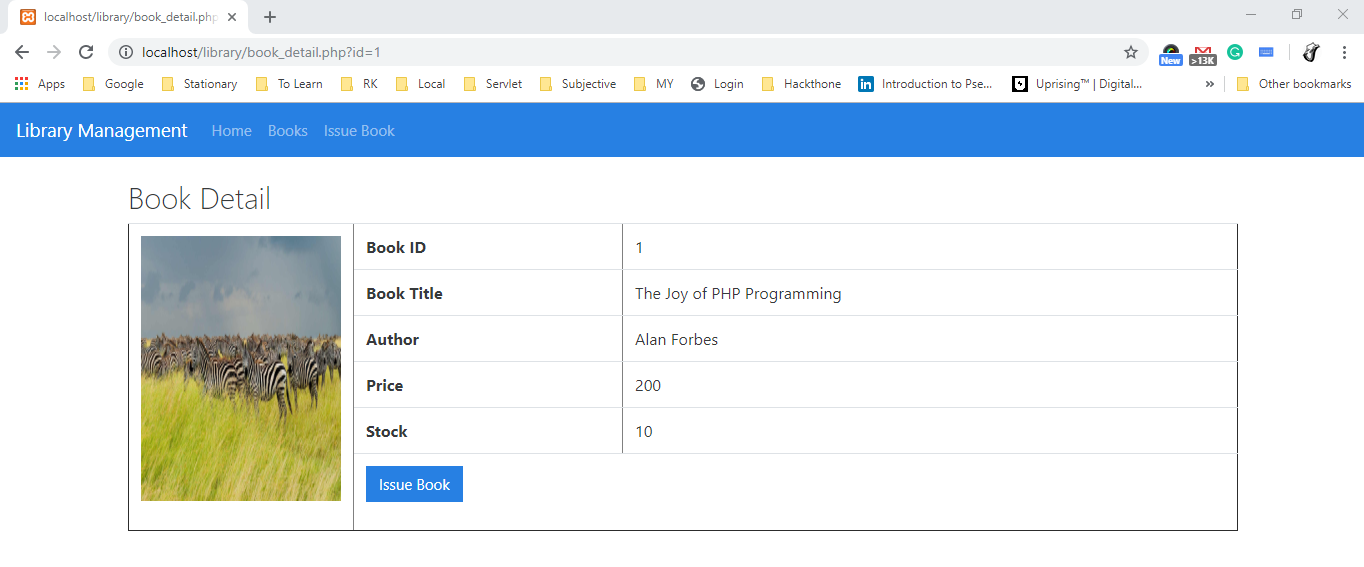 localhost/library/book_detail.php
localhost/library/book_detail.php?id=1
New
>13K
Apps Google Stationary To Learn RK Local Servlet Subjective MY Login Hackthone Introduction to Pse... Uprising™ | Digital... » Other bookmarks
Library Management Home Books Issue Book
Book Detail
Book ID 1
Book Title The Joy of PHP Programming
Author Alan Forbes
Price 200
Stock 10
Issue Book